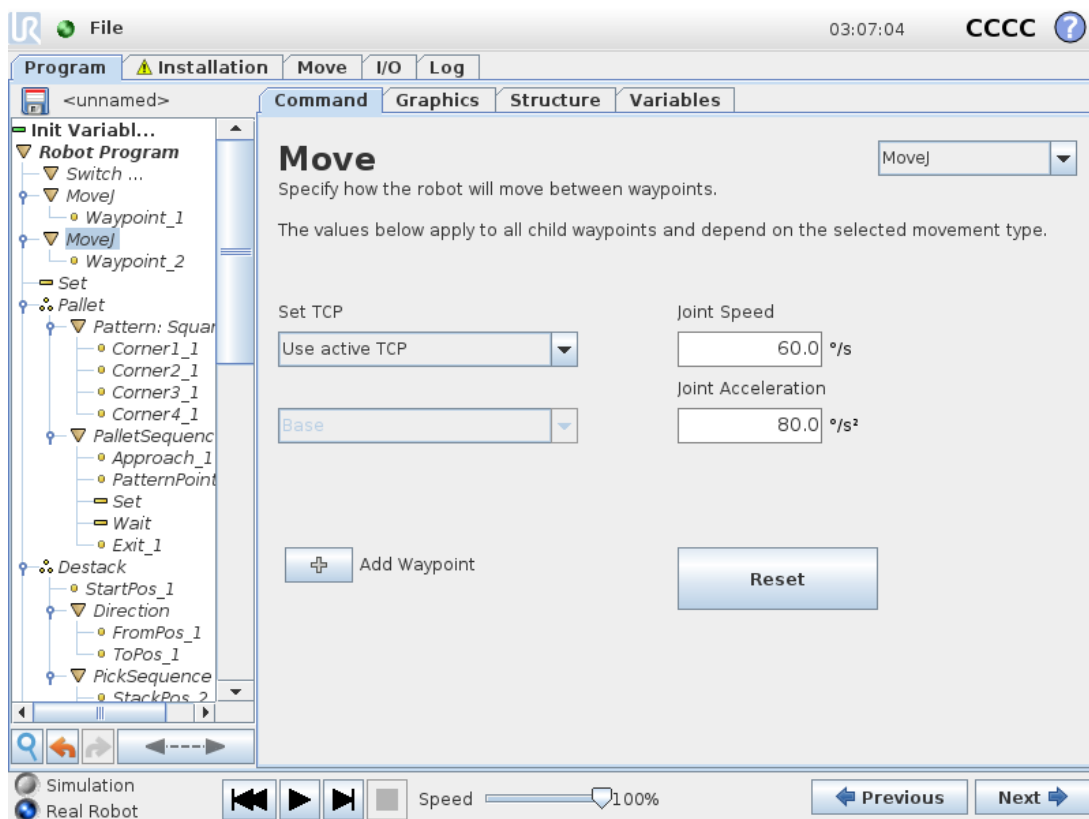 UR File 03:07:04 CCCC ?
Program Installation Move I/O Log
<unnamed>
Command Graphics Structure Variables
Init Variabl...
Robot Program
Switch ...
MoveJ
Waypoint_1
MoveJ
Waypoint_2
Set
Pallet
Pattern: Squar
Corner1_1
Corner2_1
Corner3_1
Corner4_1
PalletSequenc
Approach_1
PatternPoint
Set
Wait
Exit_1
Destack
StartPos_1
Direction
FromPos_1
ToPos_1
PickSequence
StackPos_2
Move
MoveJ
Specify how the robot will move between waypoints.
The values below apply to all child waypoints and depend on the selected movement type.
Set TCP
Use active TCP
Base
Joint Speed
60.0 °/s
Joint Acceleration
80.0 °/s²
Add Waypoint
Reset
Simulation
Real Robot
Speed 100%
Previous
Next